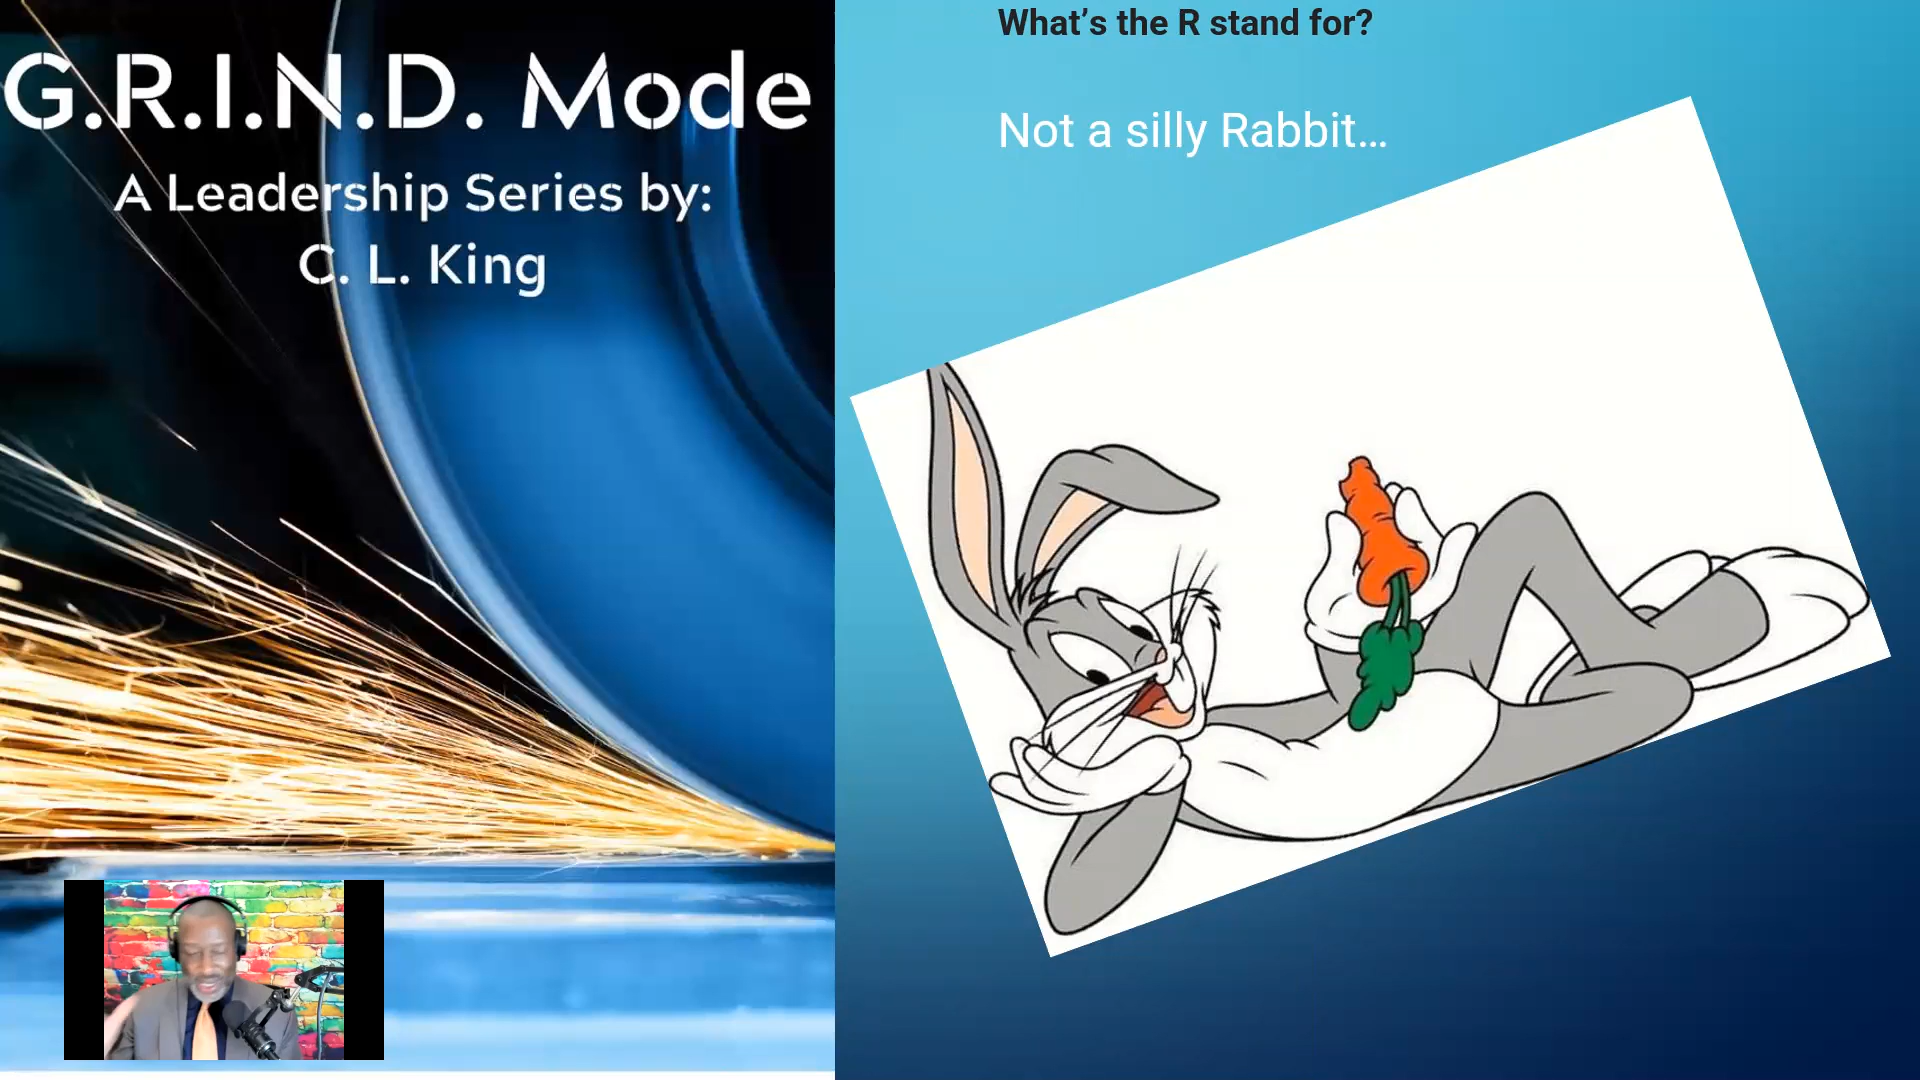 G.R.I.N.D. Mode
A Leadership Series by:
C. L. King
What’s the R stand for?
Not a silly Rabbit…